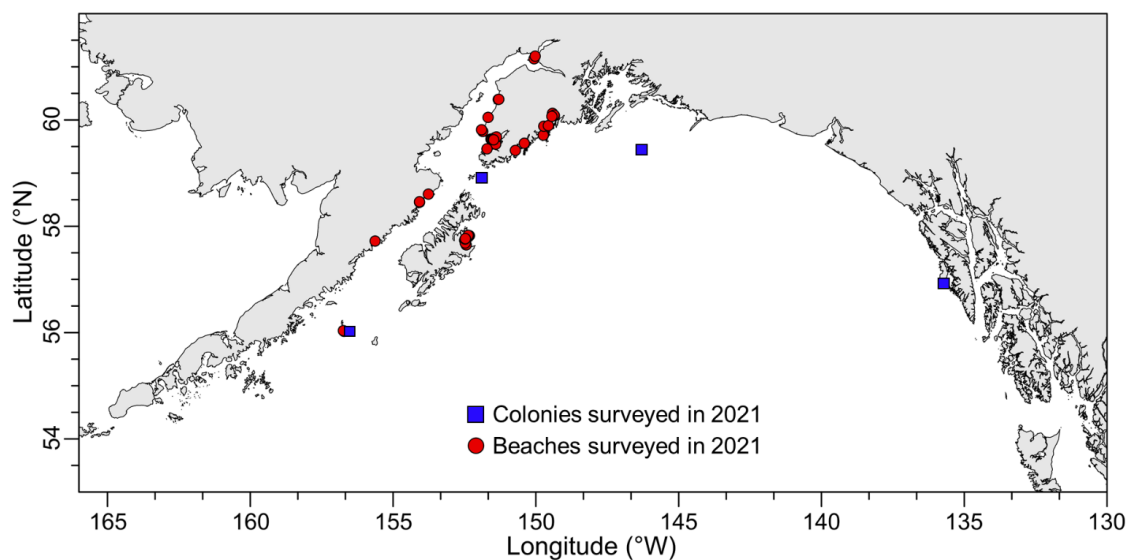 60
58
56
54
Latitude (°N)
Colonies surveyed in 2021
Beaches surveyed in 2021
165 160 155 150 145 140 135 130
Longitude (°W)